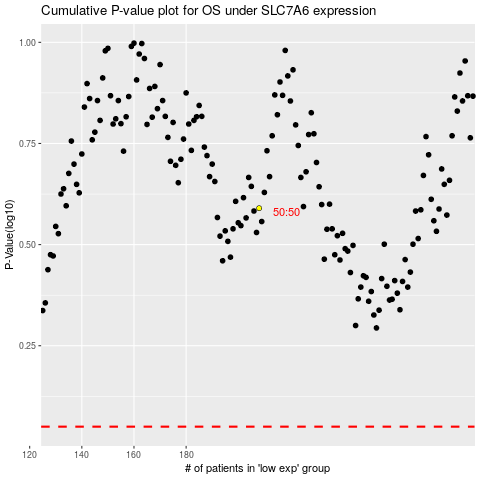 Cumulative P-value plot for OS under SLC7A6 expression
P-Value(log10)
1.00
0.75
0.50
0.25
50:50
120 140 160 180
# of patients in 'low exp' group